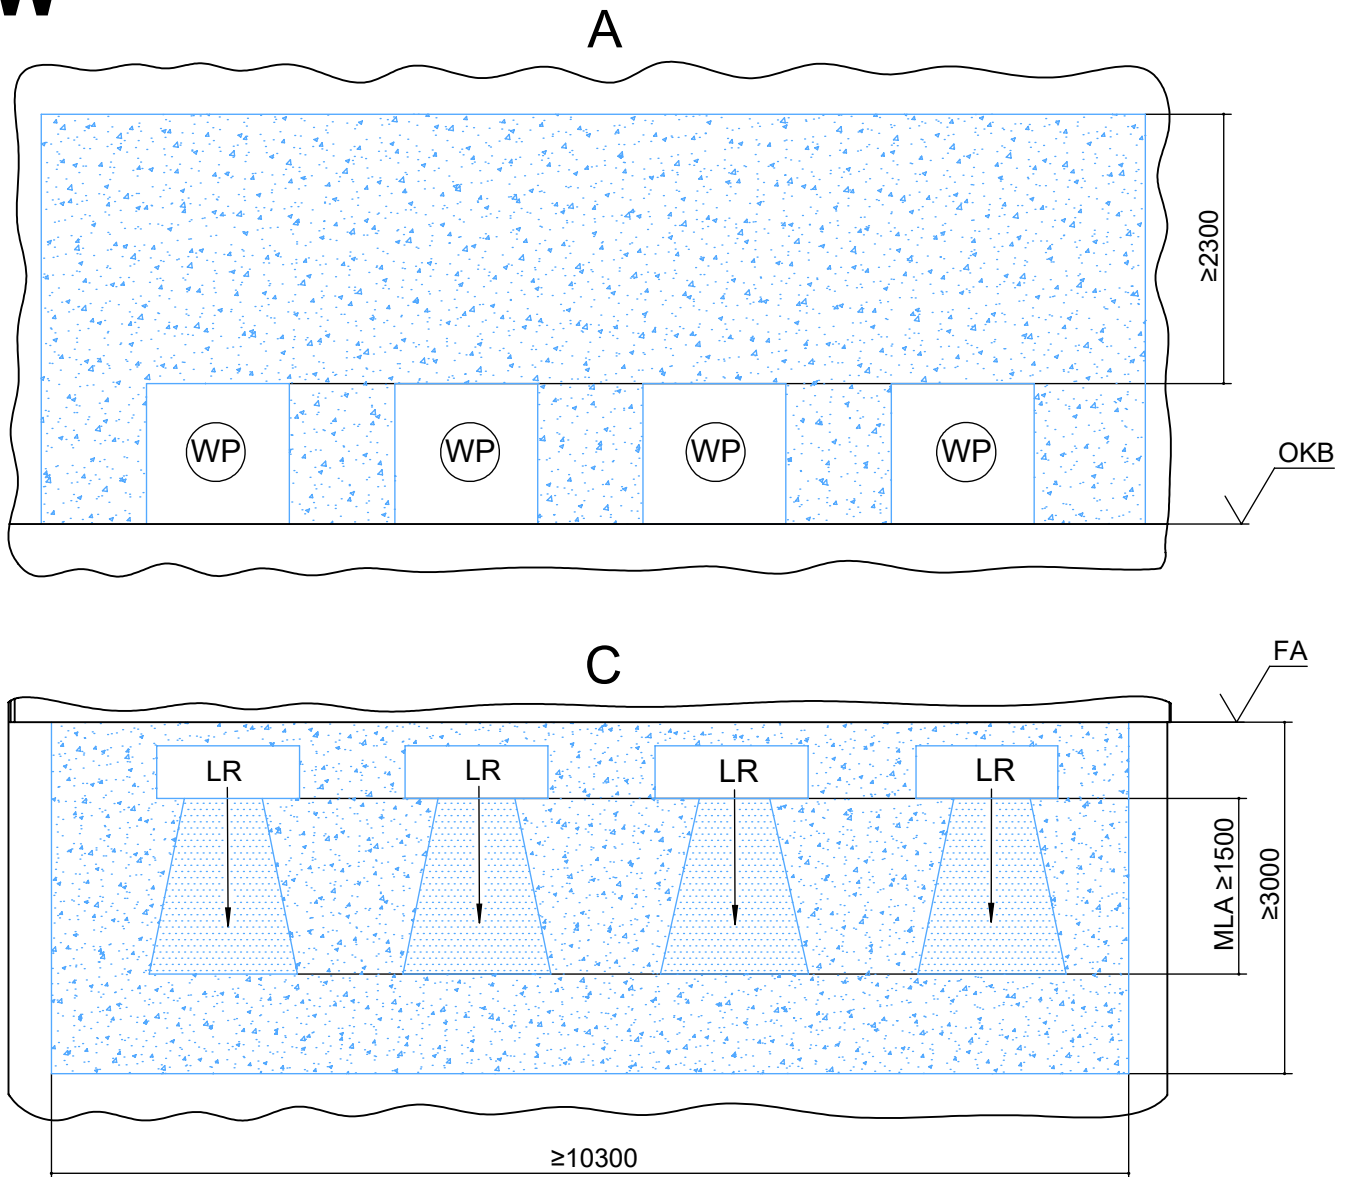 W
A
≥2300
WP WP WP WP
OKB
FA
C
LR LR LR LR
MLA ≥1500
≥3000
≥10300